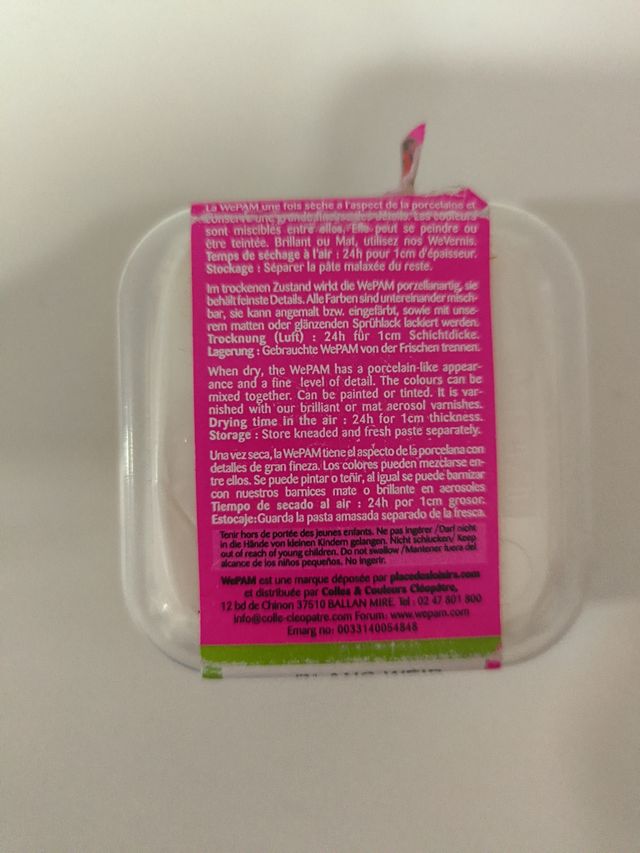 La WePAM une fois sèche a l'aspect de la porcelaine et
conserve une grande finesse des détails. Les couleurs
sont miscibles entre elles. Elle peut se peindre ou
être teintée. Brillant ou Mat, utilisez nos WeVernis.
Temps de séchage à l'air : 24h pour 1cm d'épaisseur.
Stockage : Séparer la pâte malaxée du reste.
Im trockenen Zustand wirkt die WePAM porzellanartig, sie
behält feinste Details. Alle Farben sind untereinander misch-
bar, sie kann angemalt bzw. eingefärbt, sowie mit unse-
rem matten oder glänzenden Sprühlack lackiert werden.
Trocknung (Luft) : 24h für 1cm Schichtdicke.
Lagerung : Gebrauchte WePAM von der Frischen trennen.
When dry, the WePAM has a porcelain-like appear-
ance and a fine level of detail. The colours can be
mixed together. Can be painted or tinted. It is var-
nished with our brilliant or mat aerosol varnishes.
Drying time in the air : 24h for 1cm thickness.
Storage : Store kneaded and fresh paste separately.
Una vez seca, la WePAM tiene el aspecto de la porcelana con
detalles de gran fineza. Los colores pueden mezclarse en-
tre ellos. Se puede pintar o teñir, al igual se puede barnizar
con nuestros barnices mate o brillante en aerosoles.
Tiempo de secado al air : 24h por 1cm grosor.
Estocaje: Guarda la pasta amasada separado de la fresca.
Tenir hors de portée des jeunes enfants. Ne pas ingérer / Darf nicht
in die Hände von kleinen Kindern gelangen. Nicht schlucken/ Keep
out of reach of young children. Do not swallow / Mantener fuera del
alcance de los niños pequeños. No ingerir.
WePAM est une marque déposée par placedesloisirs.com
et distribuée par Colles & Couleurs Cléopâtre,
12 bd de Chinon 37510 BALLAN MIRE. Tel : 02 47 801 800
info@colle-cleopatre.com Forum: www.wepam.com
Emarg no: 0033140054848